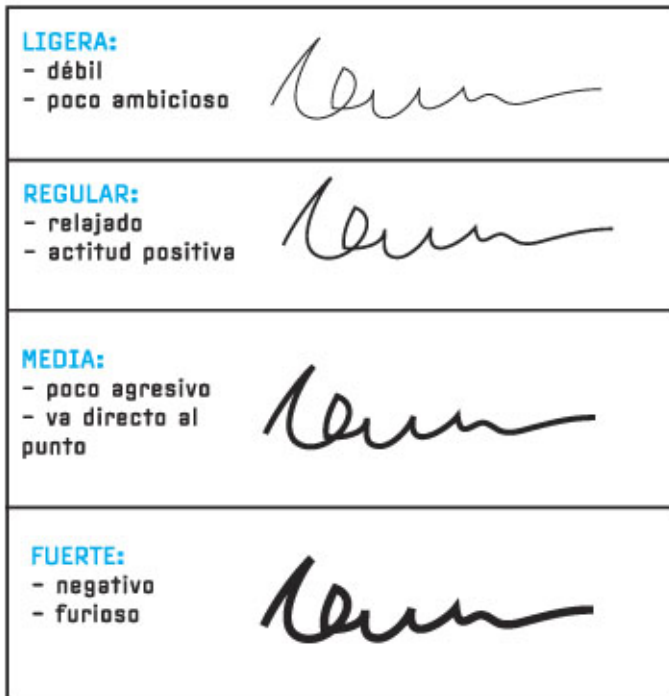 LIGERA:
- débil
- poco ambicioso
REGULAR:
- relajado
- actitud positiva
MEDIA:
- poco agresivo
- va directo al
punto
FUERTE:
- negativo
- furioso